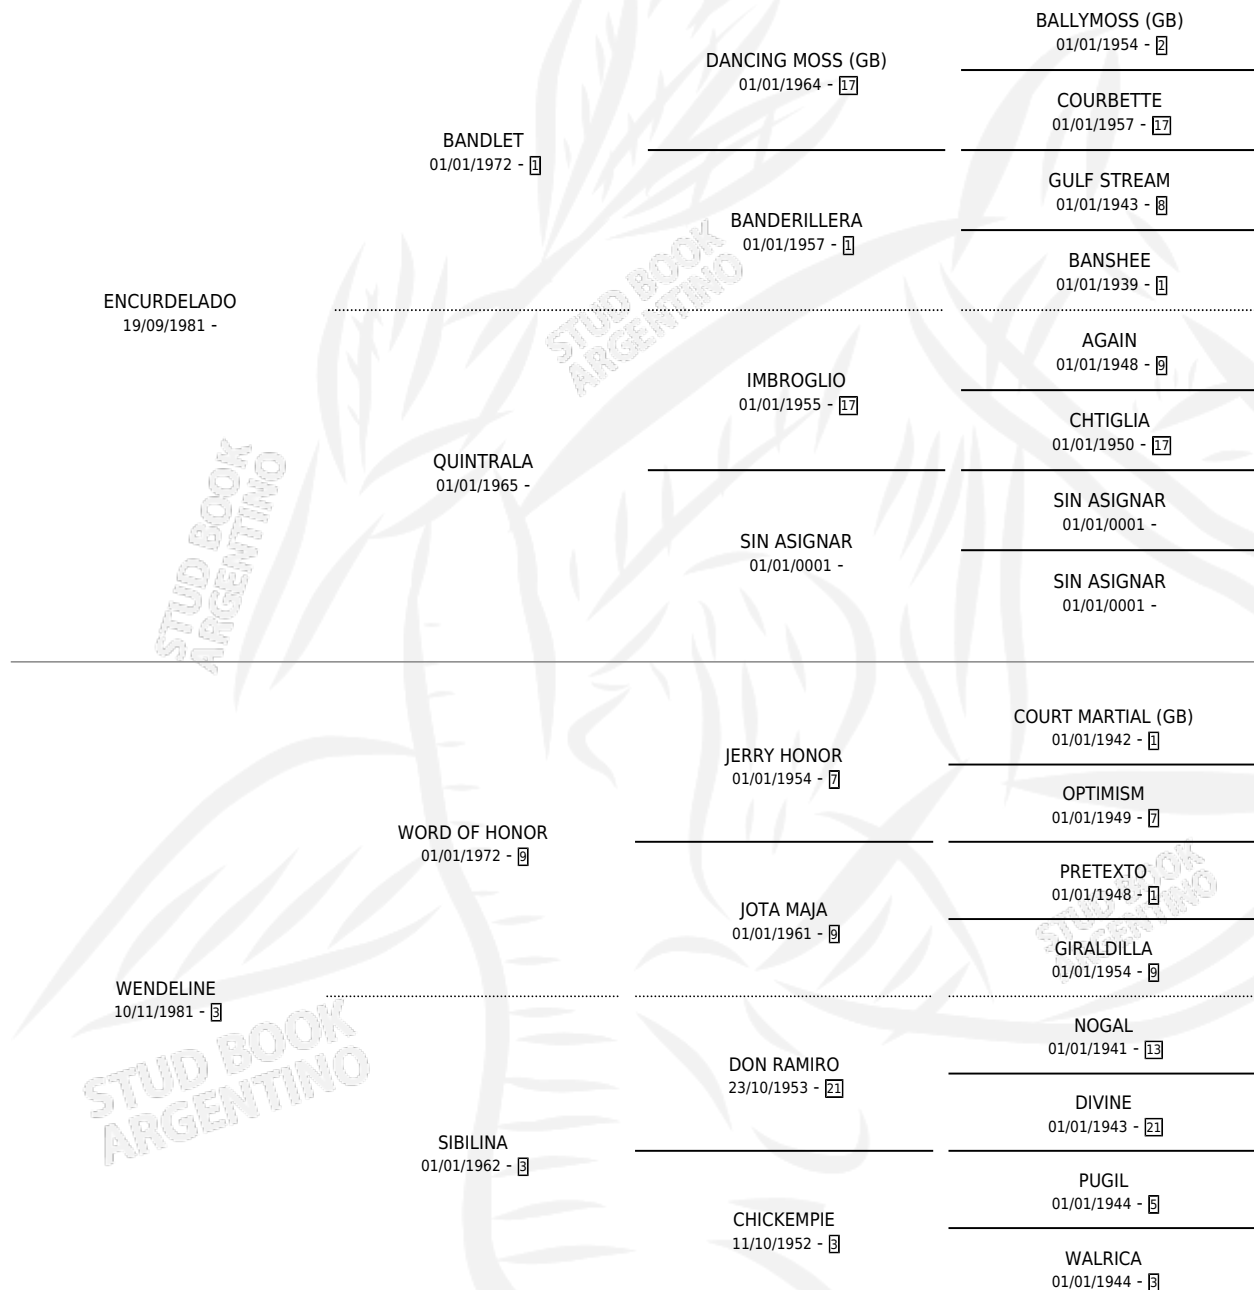 BALLYMOSS (GB)
01/01/1954 - 2
DANCING MOSS (GB)
01/01/1964 - 17
COURBETTE
01/01/1957 - 17
BANDLET
01/01/1972 - 1
GULF STREAM
01/01/1943 - 8
BANDERILLERA
01/01/1957 - 1
BANSHEE
01/01/1939 - 1
ENCURDELADO
19/09/1981 -
AGAIN
01/01/1948 - 9
IMBROGLIO
01/01/1955 - 17
CHTIGLIA
01/01/1950 - 17
QUINTRALA
01/01/1965 -
SIN ASIGNAR
01/01/0001 -
SIN ASIGNAR
01/01/0001 -
SIN ASIGNAR
01/01/0001 -
STUD BOOK
ARGENTINO
STUD BOOK
ARGENTINO
COURT MARTIAL (GB)
01/01/1942 - 1
JERRY HONOR
01/01/1954 - 7
OPTIMISM
01/01/1949 - 7
WORD OF HONOR
01/01/1972 - 9
PRETEXTO
01/01/1948 - 1
JOTA MAJA
01/01/1961 - 9
GIRALDILLA
01/01/1954 - 9
WENDELINE
10/11/1981 - 3
NOGAL
01/01/1941 - 13
DON RAMIRO
23/10/1953 - 21
DIVINE
01/01/1943 - 21
SIBILINA
01/01/1962 - 3
PUGIL
01/01/1944 - 5
CHICKEMPIE
11/10/1952 - 3
WALRICA
01/01/1944 - 3
STUD BOOK
ARGENTINO
STUD BOOK
ARGENTINO